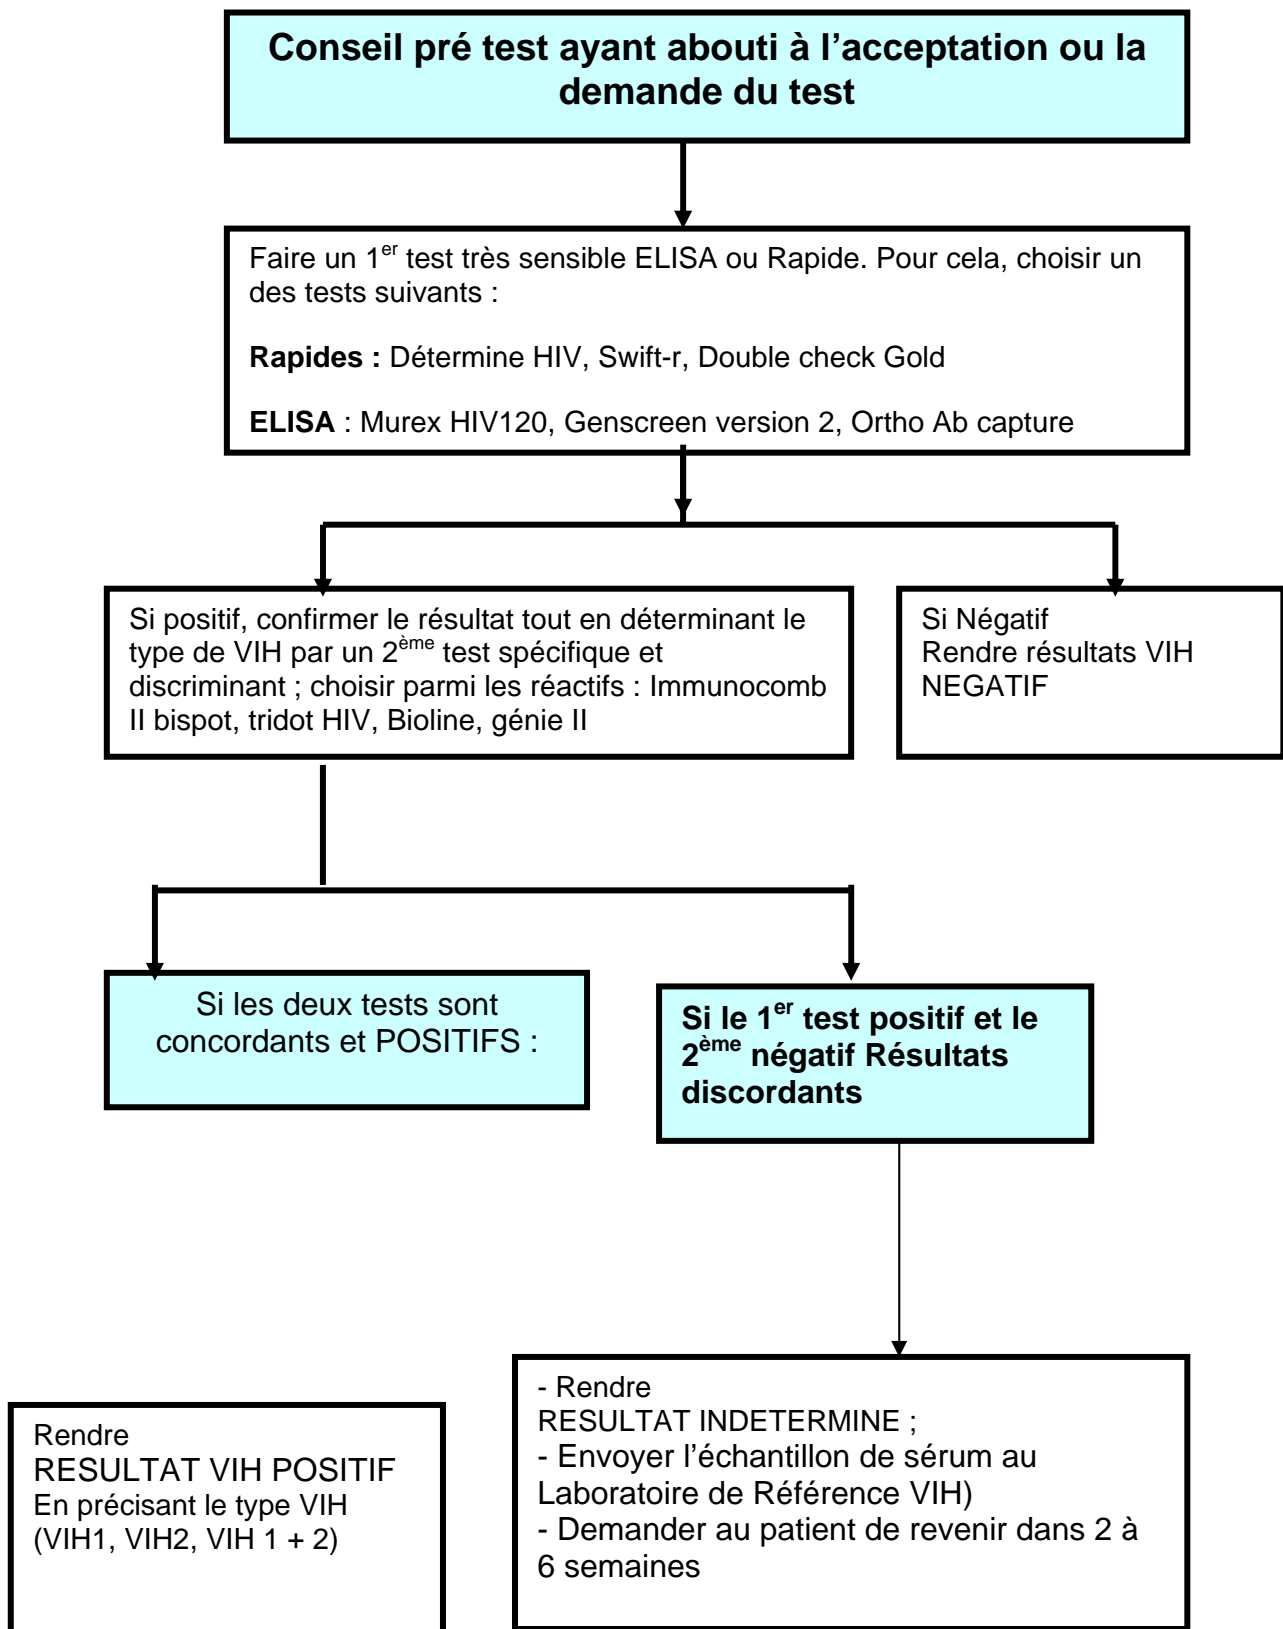 Conseil pré test ayant abouti à l’acceptation ou la
demande du test
Faire un 1er test très sensible ELISA ou Rapide. Pour cela, choisir un
des tests suivants :
Rapides : Détermine HIV, Swift-r, Double check Gold
ELISA : Murex HIV120, Genscreen version 2, Ortho Ab capture
Si positif, confirmer le résultat tout en déterminant le
type de VIH par un 2ème test spécifique et
discriminant ; choisir parmi les réactifs : Immunocomb
II bispot, tridot HIV, Bioline, génie II
Si Négatif
Rendre résultats VIH
NEGATIF
Si les deux tests sont
concordants et POSITIFS :
Si le 1er test positif et le
2ème négatif Résultats
discordants
Rendre
RESULTAT VIH POSITIF
En précisant le type VIH
(VIH1, VIH2, VIH 1 + 2)
- Rendre
RESULTAT INDETERMINE ;
- Envoyer l’échantillon de sérum au
Laboratoire de Référence VIH)
- Demander au patient de revenir dans 2 à
6 semaines